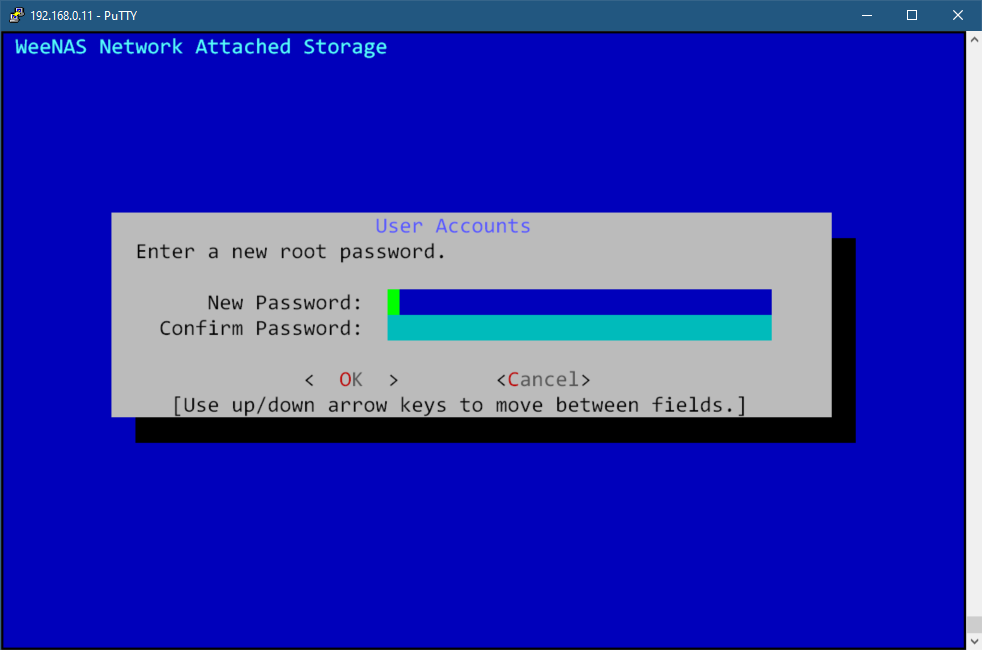 192.168.0.11 - PuTTY
WeeNAS Network Attached Storage
User Accounts
Enter a new root password.
New Password:
Confirm Password:
< OK > <Cancel>
[Use up/down arrow keys to move between fields.]